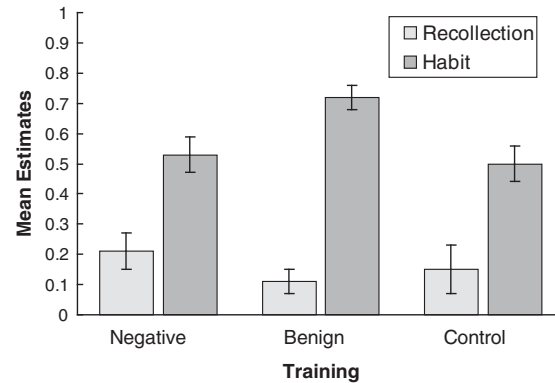 1
0.9
0.8
0.7
0.6
0.5
0.4
0.3
0.2
0.1
0
Mean Estimates
Recollection
Habit
Negative Benign Control
Training